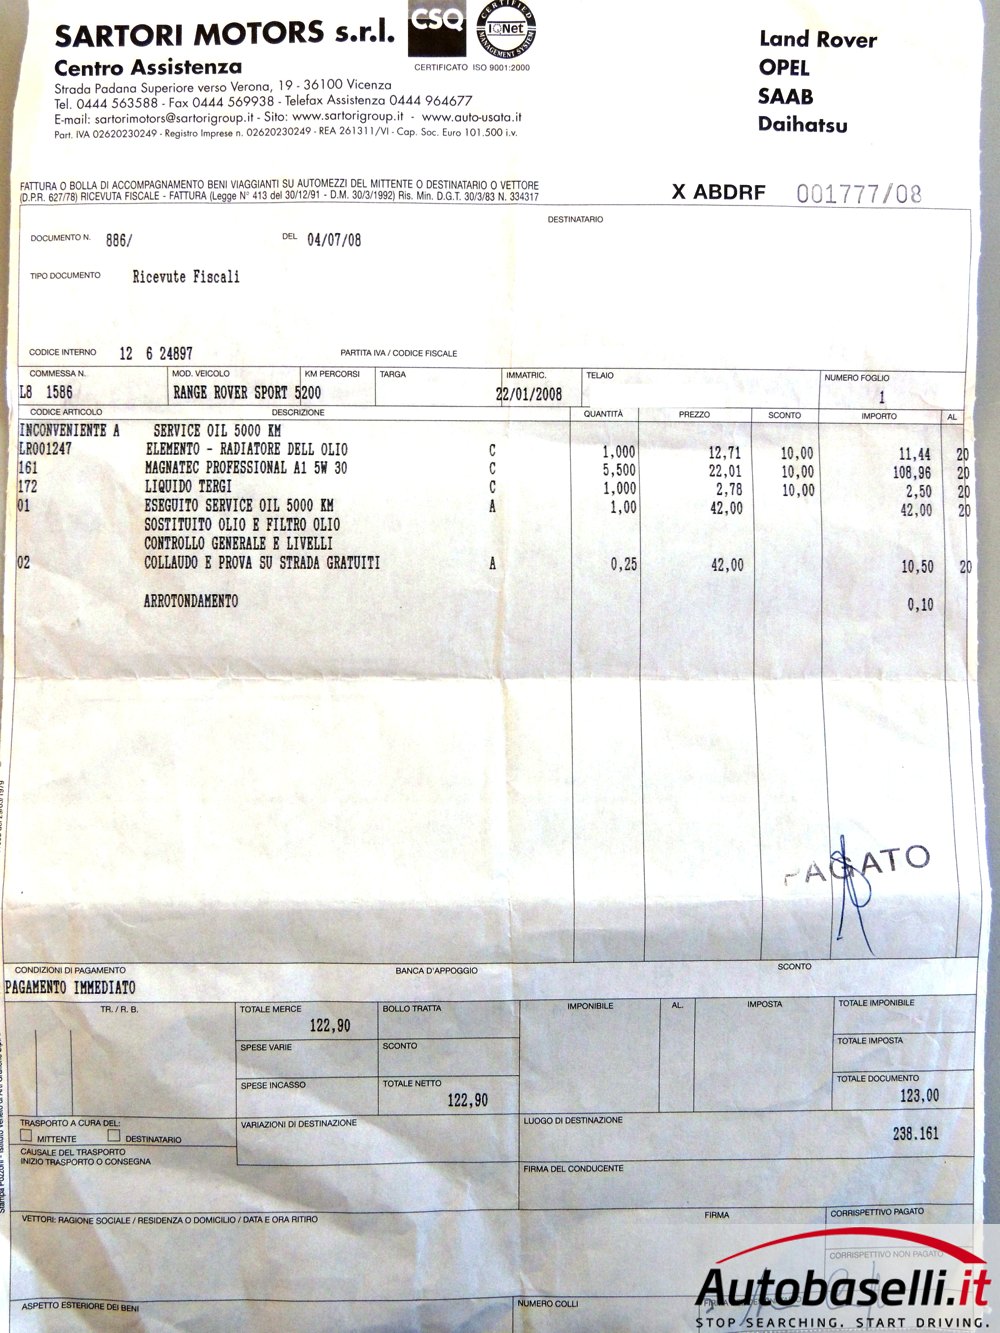 SARTORI MOTORS s.r.l.
Centro Assistenza
Strada Padana Superiore verso Verona, 19 - 36100 Vicenza
Tel. 0444 563588 - Fax 0444 569938 - Telefax Assistenza 0444 964677
E-mail: sartorimotors@sartorigroup.it - Sito: www.sartorigroup.it - www.auto-usata.it
Part. IVA 02620230249 - Registro Imprese n. 02620230249 - REA 261311/VI - Cap. Soc. Euro 101.500 i.v.
CSQ
CERTIFIED
IQNet
MANAGEMENT SYSTEM
CERTIFICATO ISO 9001:2000
Land Rover
OPEL
SAAB
Daihatsu
FATTURA O BOLLA DI ACCOMPAGNAMENTO BENI VIAGGIANTI SU AUTOMEZZI DEL MITTENTE O DESTINATARIO O VETTORE
(D.P.R. 627/78) RICEVUTA FISCALE - FATTURA (Legge N° 413 del 30/12/91 - D.M. 30/3/1992) Ris. Min. D.G.T. 30/3/83 N. 334317
X ABDRF 001777/08
DESTINATARIO
DOCUMENTO N. 886/ DEL 04/07/08
TIPO DOCUMENTO Ricevute Fiscali
CODICE INTERNO 12 6 24897 PARTITA IVA / CODICE FISCALE
COMMESSA N. MOD. VEICOLO KM PERCORSI TARGA IMMATRIC. TELAIO NUMERO FOGLIO
L8 1586 RANGE ROVER SPORT 5200 22/01/2008 1
CODICE ARTICOLO DESCRIZIONE QUANTITÀ PREZZO SCONTO IMPORTO AL
INCONVENIENTE A SERVICE OIL 5000 KM
LR001247 ELEMENTO - RADIATORE DELL OLIO C 1,000 12,71 10,00 11,44 20
161 MAGNATEC PROFESSIONAL A1 5W 30 C 5,500 22,01 10,00 108,96 20
172 LIQUIDO TERGI C 1,000 2,78 10,00 2,50 20
01 ESEGUITO SERVICE OIL 5000 KM A 1,00 42,00 42,00 20
SOSTITUITO OLIO E FILTRO OLIO
CONTROLLO GENERALE E LIVELLI
02 COLLAUDO E PROVA SU STRADA GRATUITI A 0,25 42,00 10,50 20
ARROTONDAMENTO 0,10
PAGATO
CONDIZIONI DI PAGAMENTO BANCA D'APPOGGIO SCONTO
PAGAMENTO IMMEDIATO
TR. / R. B. TOTALE MERCE BOLLO TRATTA IMPONIBILE AL. IMPOSTA TOTALE IMPONIBILE
122,90
SPESE VARIE SCONTO TOTALE IMPOSTA
SPESE INCASSO TOTALE NETTO TOTALE DOCUMENTO
122,90 123,00
TRASPORTO A CURA DEL: VARIAZIONI DI DESTINAZIONE LUOGO DI DESTINAZIONE
MITTENTE DESTINATARIO 238.161
CAUSALE DEL TRASPORTO
INIZIO TRASPORTO O CONSEGNA FIRMA DEL CONDUCENTE
VETTORI: RAGIONE SOCIALE / RESIDENZA O DOMICILIO / DATA E ORA RITIRO FIRMA CORRISPETTIVO PAGATO
CORRISPETTIVO NON PAGATO
ASPETTO ESTERIORE DEI BENI NUMERO COLLI
Autobaselli.it
STOP SEARCHING. START DRIVING.